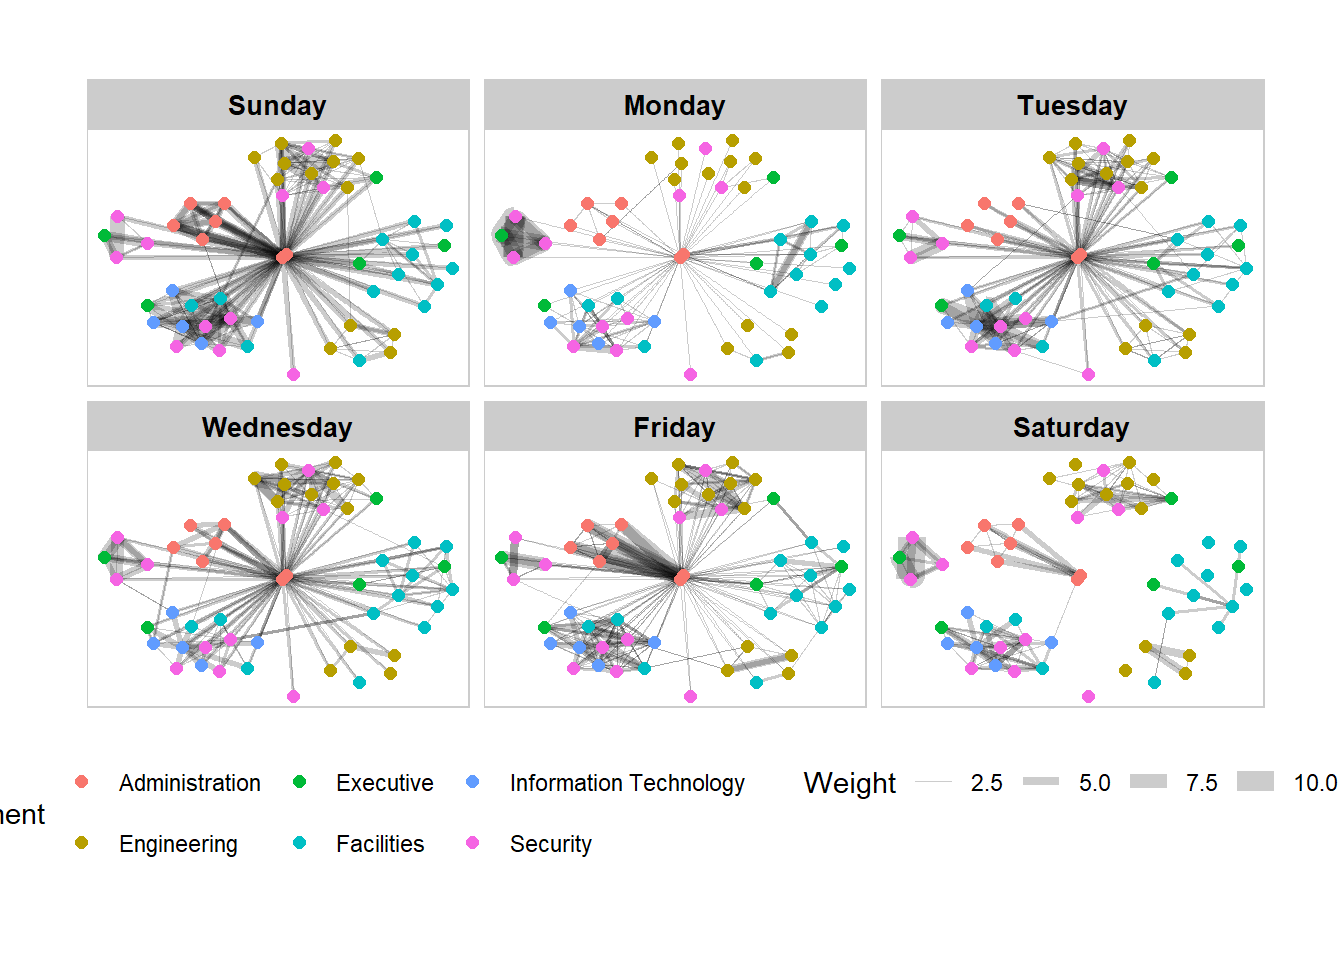 Sunday Monday Tuesday
Wednesday Friday Saturday
Administration Executive Information Technology Weight 2.5 5.0 7.5 10.0
Engineering Facilities Security